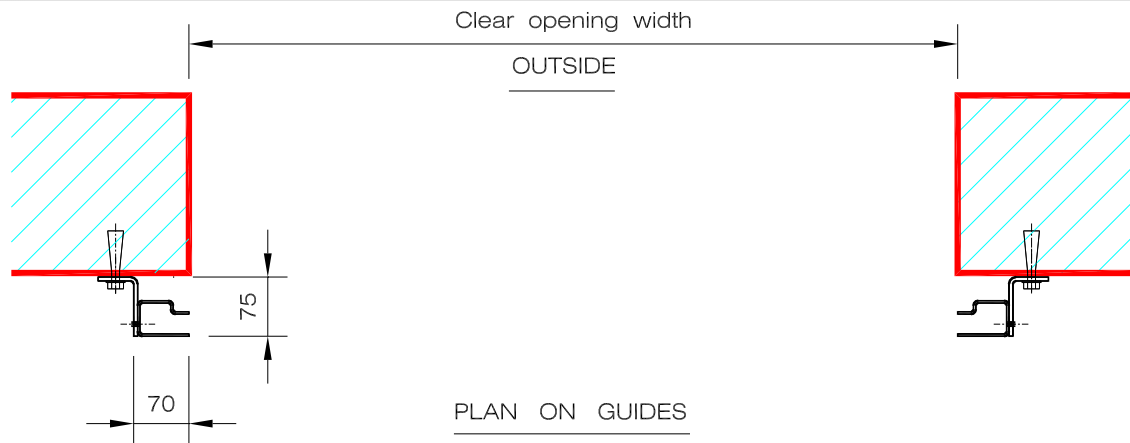 Clear opening width
OUTSIDE
75
70
PLAN ON GUIDES